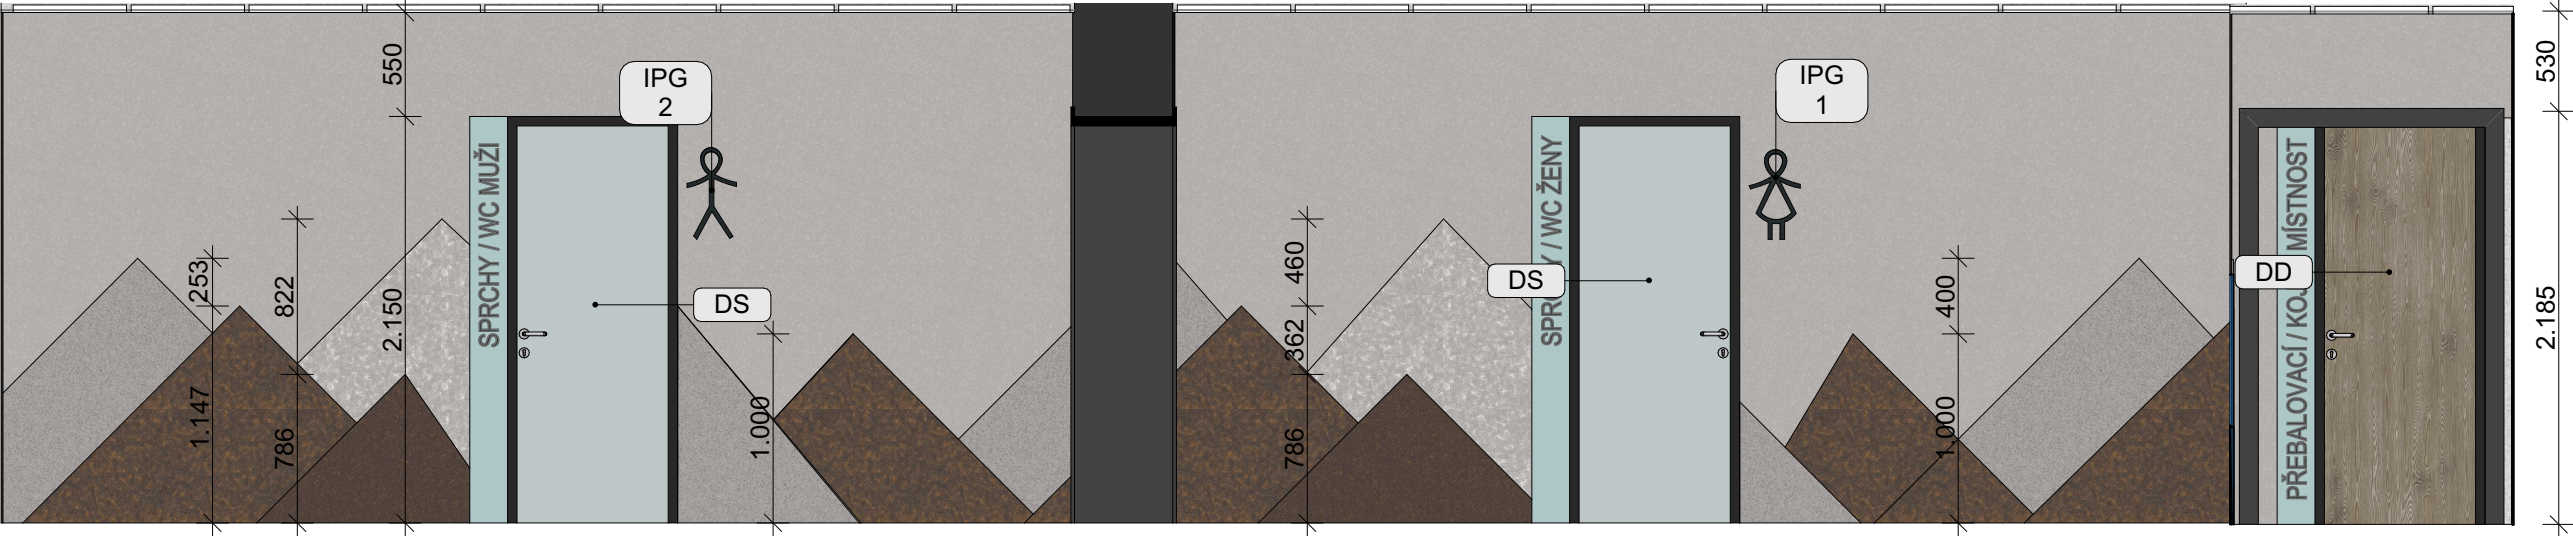 550
IPG
2
IPG
1
530
SPRCHY / WC MUŽI
SPRCHY / WC ŽENY
PŘEBALOVACÍ / KOJ MÍSTNOST
253
822
2.150
DS
460
DS
400
DD
2.185
362
1.147
786
1.000
786
1.000